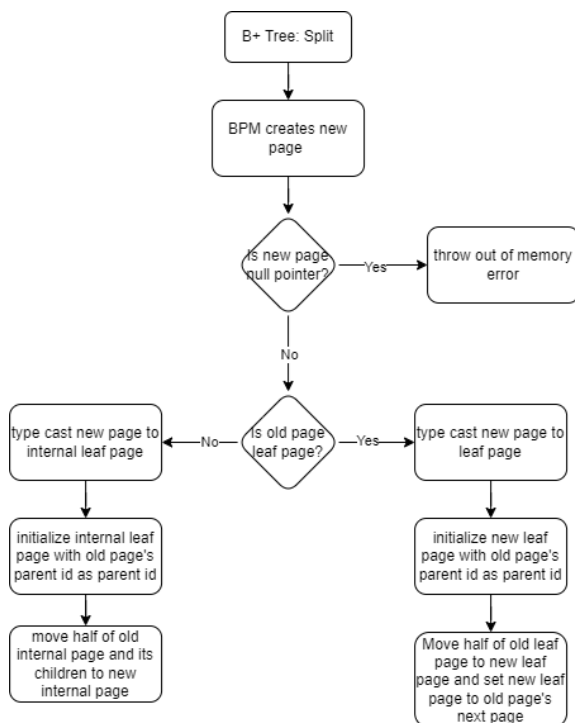 B+ Tree: Split
BPM creates new
page
Is new page
null pointer?
Yes
throw out of memory
error
No
type cast new page to
internal leaf page
No
Is old page
leaf page?
Yes
type cast new page to
leaf page
initialize internal leaf
page with old page's
parent id as parent id
initialize new leaf
page with old page's
parent id as parent id
move half of old
internal page and its
children to new
internal page
Move half of old leaf
page to new leaf
page and set new leaf
page to old page's
next page